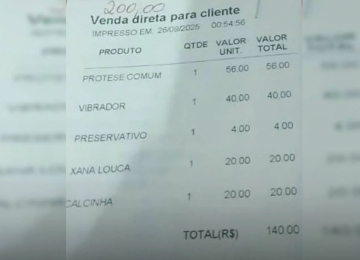 200,00
Venda direta para cliente
IMPRESSO EM 26/09/2025 00:54:56
PRODUTO QTDE VALOR UNIT. VALOR TOTAL
PROTESE COMUM 1 56.00 56.00
VIBRADOR 1 40.00 40.00
PRESERVATIVO 1 4.00 4.00
XANA LOUCA 1 20.00 20.00
CALCINHA 1 20.00 20.00
TOTAL(R$) 140.00